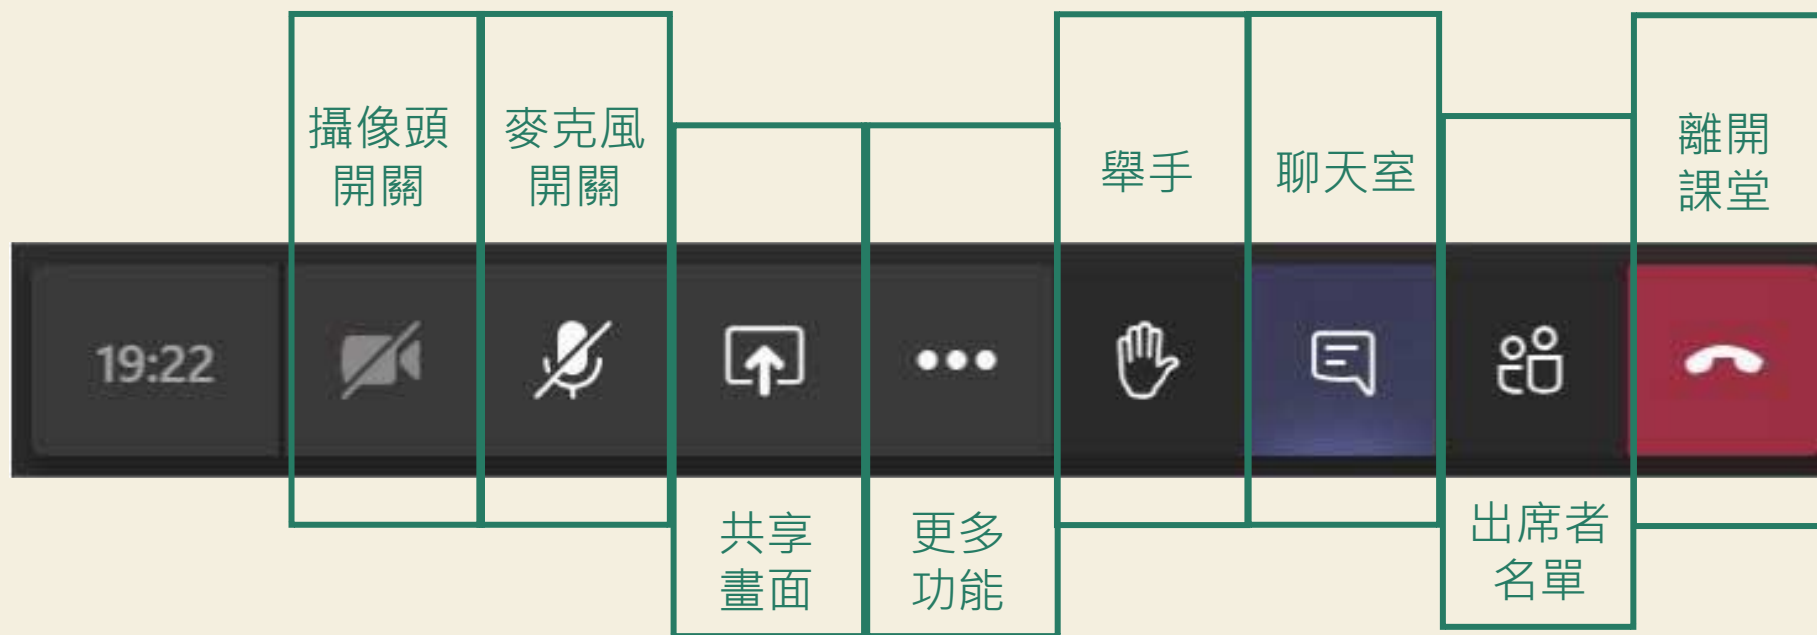 攝像頭
開關
麥克風
開關
舉手
聊天室
離開
課堂
19:22
共享
畫面
更多
功能
出席者
名單